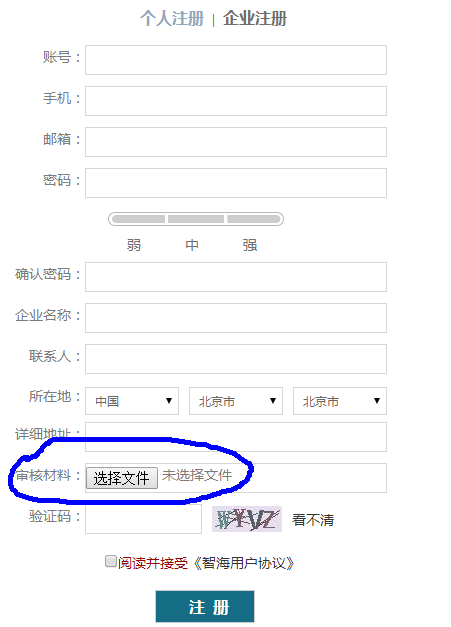 个人注册 | 企业注册
账号：
手机：
邮箱：
密码：
弱 中 强
确认密码：
企业名称：
联系人：
所在地： 中国 北京市 北京市
详细地址：
审核材料： 选择文件 未选择文件
验证码： WYVZ 看不清
阅读并接受《智海用户协议》
注 册